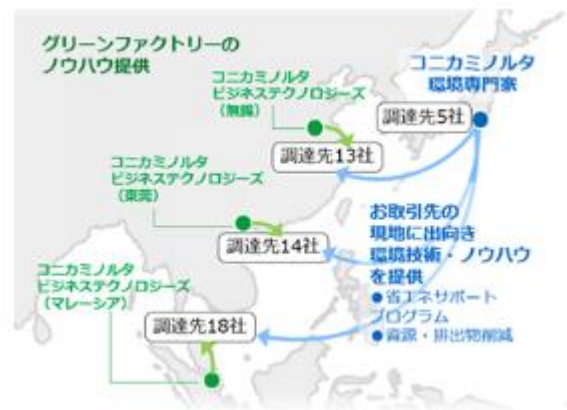 グリーンファクトリーの
ノウハウ提供
コニカミノルタ
環境専門家
コニカミノルタ
ビジネステクノロジーズ
（無錫）
調達先5社
調達先13社
コニカミノルタ
ビジネステクノロジーズ
（東莞）
調達先14社
お取引先の
現地に出向き
環境技術・ノウハウ
を提供
●省エネサポート
プログラム
●資源・排出物削減
コニカミノルタ
ビジネステクノロジーズ
（マレーシア）
調達先18社